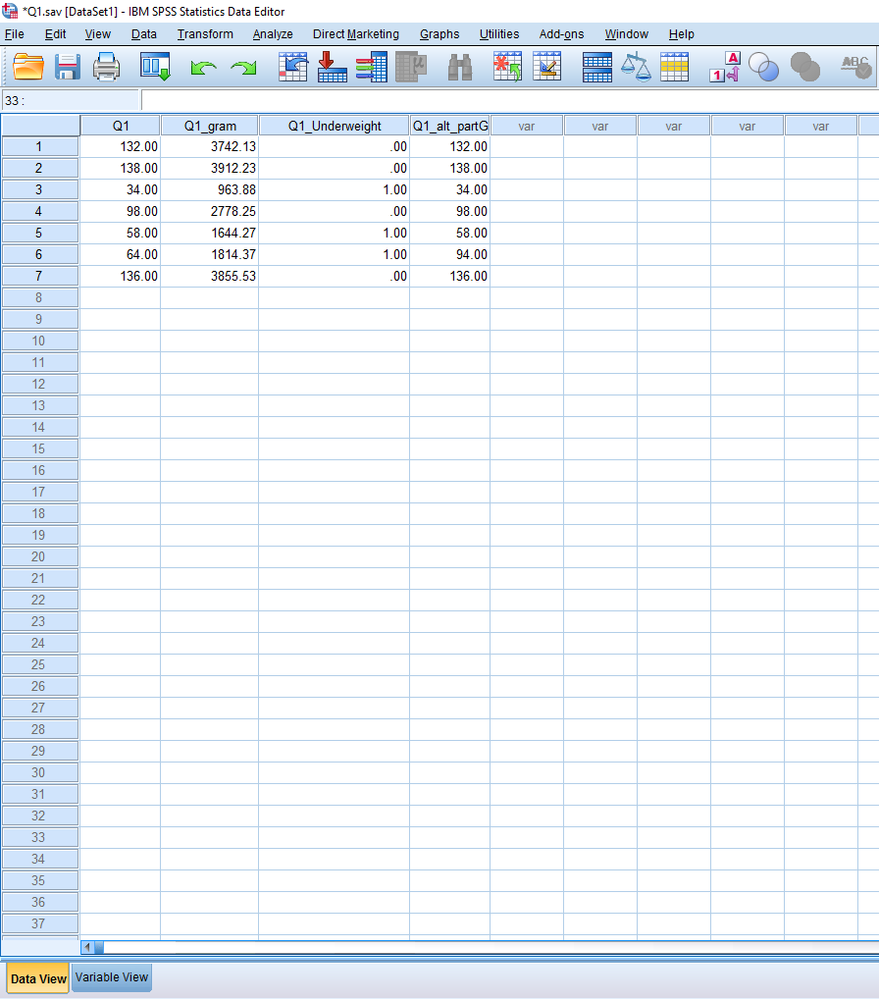 *Q1.sav [DataSet1] - IBM SPSS Statistics Data Editor
File Edit View Data Transform Analyze Direct Marketing Graphs Utilities Add-ons Window Help
µ 1 A ABC
33 :
Q1 Q1_gram Q1_Underweight Q1_alt_partG var var var var var
1 132.00 3742.13 .00 132.00
2 138.00 3912.23 .00 138.00
3 34.00 963.88 1.00 34.00
4 98.00 2778.25 .00 98.00
5 58.00 1644.27 1.00 58.00
6 64.00 1814.37 1.00 94.00
7 136.00 3855.53 .00 136.00
8
9
10
11
12
13
14
15
16
17
18
19
20
21
22
23
24
25
26
27
28
29
30
31
32
33
34
35
36
37
Data View Variable View